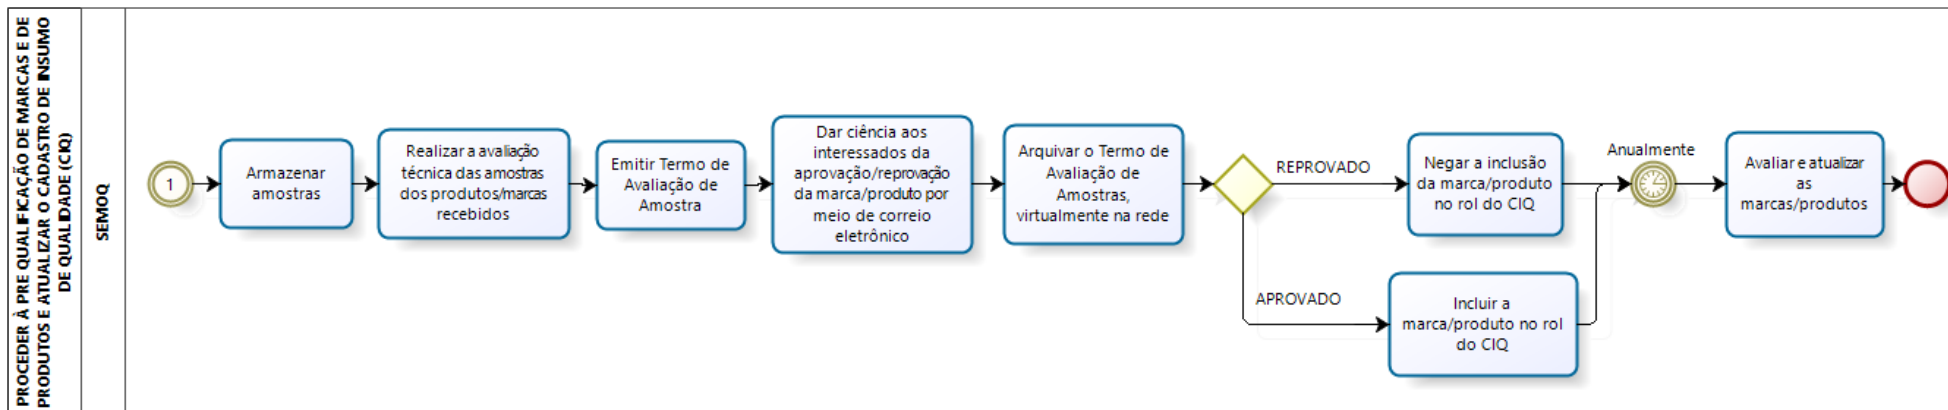 PROCEDER À PRE QUALIFICAÇÃO DE MARCAS E DE
PRODUTOS E ATUALIZAR O CADASTRO DE INSUMO
DE QUALIDADE (CIQ)
SEMOQ
1
Armazenar
amostras
Realizar a avaliação
técnica das amostras
dos produtos/marcas
recebidos
Emitir Termo de
Avaliação de
Amostra
Dar ciência aos
interessados da
aprovação/reprovação
da marca/produto por
meio de correio
eletrônico
Arquivar o Termo de
Avaliação de
Amostras,
virtualmente na rede
REPROVADO
Negar a inclusão
da marca/produto
no rol do CIQ
APROVADO
Incluir a
marca/produto no rol
do CIQ
Anualmente
Avaliar e atualizar
as
marcas/produtos